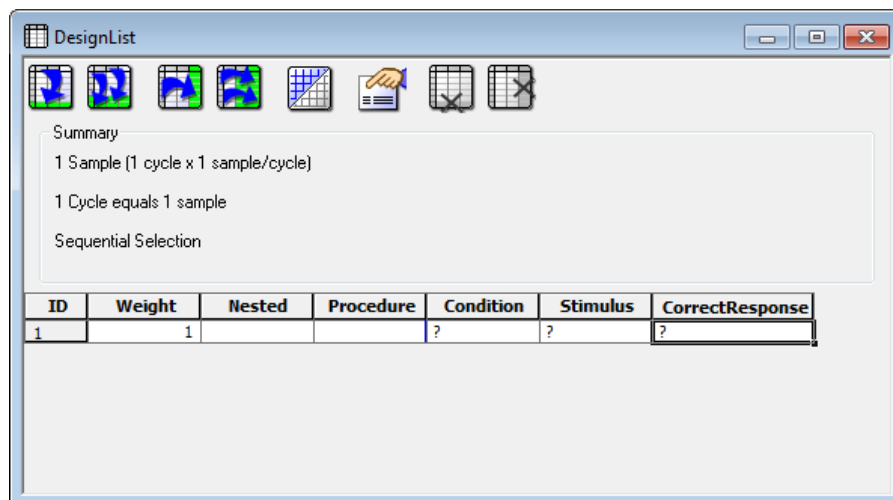 DesignList
Summary
1 Sample (1 cycle x 1 sample/cycle)
1 Cycle equals 1 sample
Sequential Selection
ID Weight Nested Procedure Condition Stimulus CorrectResponse
1 1 ? ? ?